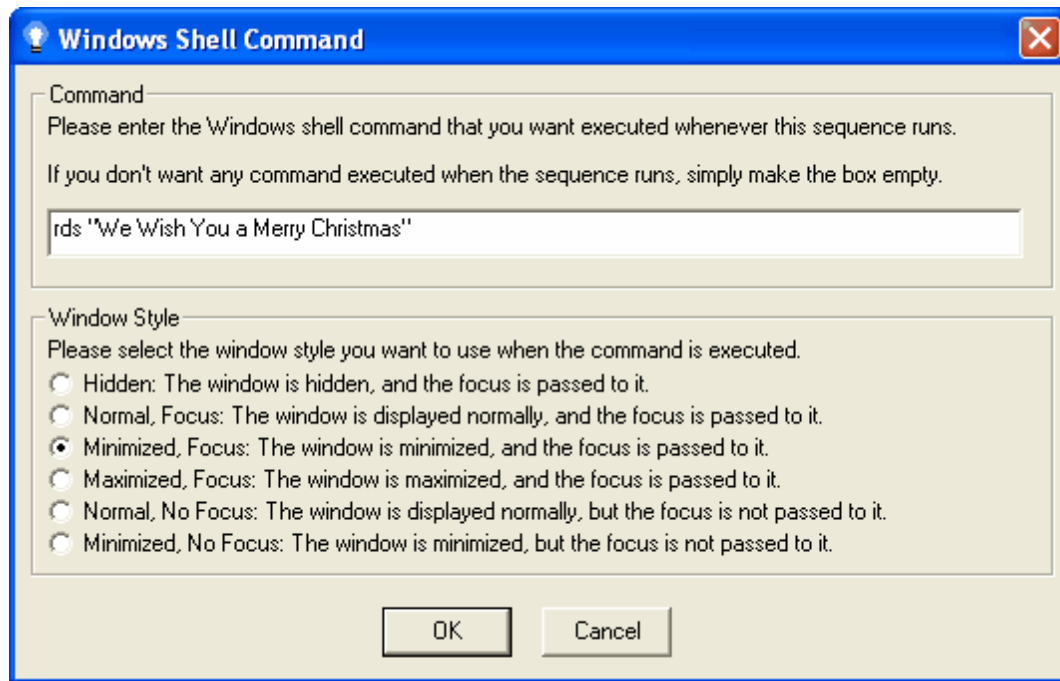 Windows Shell Command
Command
Please enter the Windows shell command that you want executed whenever this sequence runs.
If you don't want any command executed when the sequence runs, simply make the box empty.
rds "We Wish You a Merry Christmas"
Window Style
Please select the window style you want to use when the command is executed.
Hidden: The window is hidden, and the focus is passed to it.
Normal, Focus: The window is displayed normally, and the focus is passed to it.
Minimized, Focus: The window is minimized, and the focus is passed to it.
Maximized, Focus: The window is maximized, and the focus is passed to it.
Normal, No Focus: The window is displayed normally, but the focus is not passed to it.
Minimized, No Focus: The window is minimized, but the focus is not passed to it.
OK Cancel